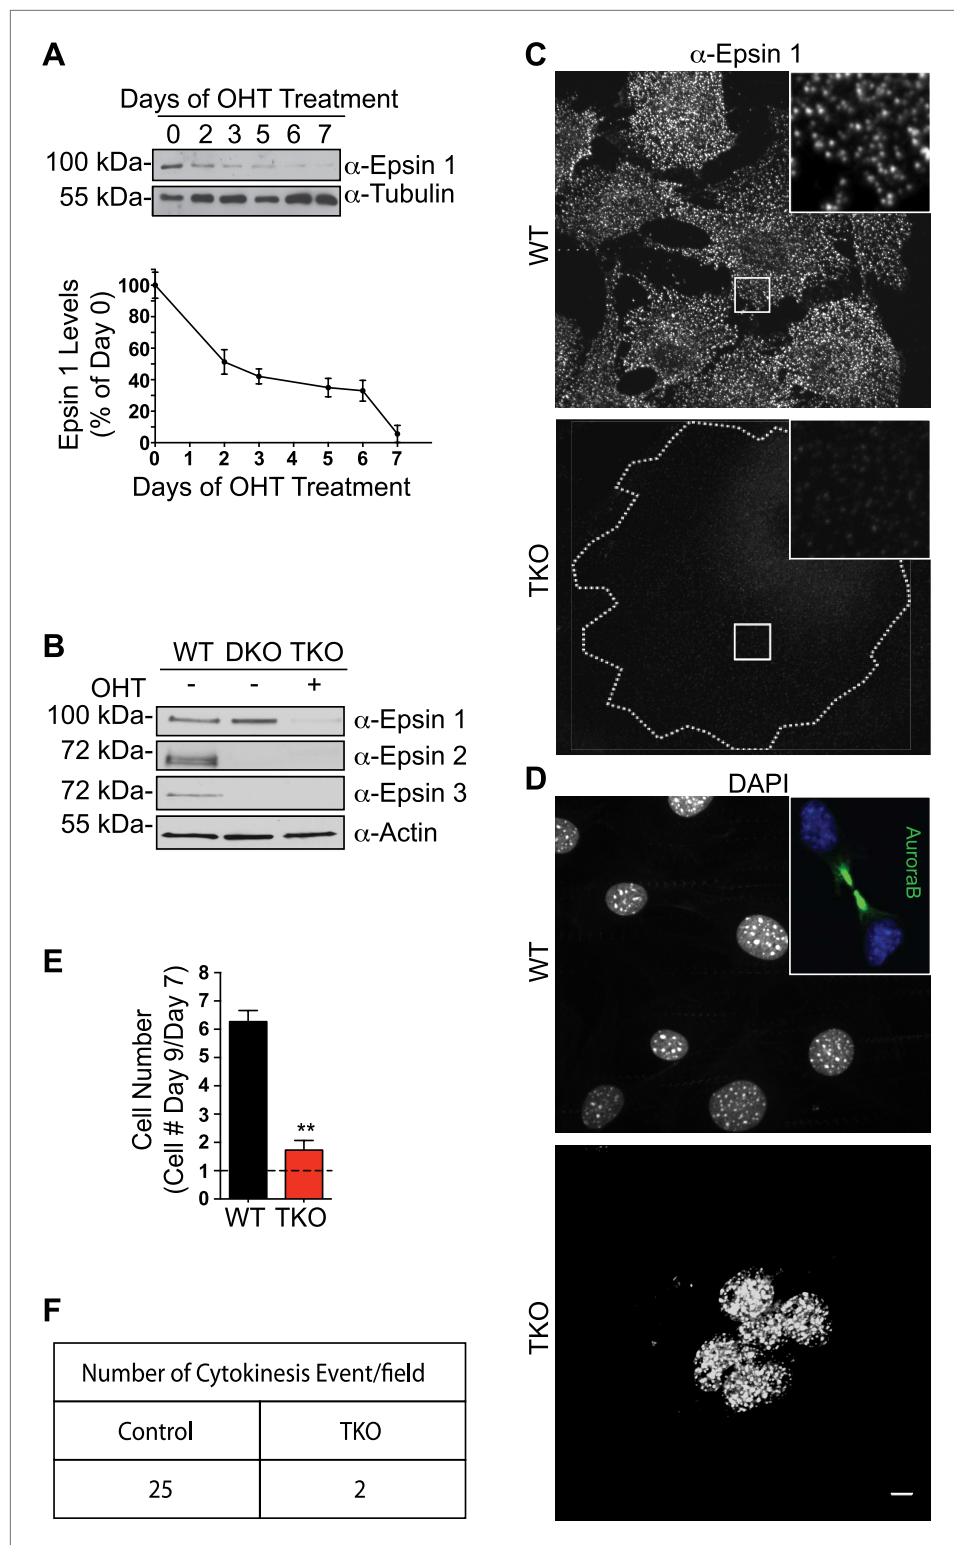 A
Days of OHT Treatment
0 2 3 5 6 7
100 kDa- α-Epsin 1
55 kDa- α-Tubulin
Epsin 1 Levels
(% of Day 0)
100
80
60
40
20
0
0 1 2 3 4 5 6 7
Days of OHT Treatment
B
WT DKO TKO
OHT - - +
100 kDa- α-Epsin 1
72 kDa- α-Epsin 2
72 kDa- α-Epsin 3
55 kDa- α-Actin
E
Cell Number
(Cell # Day 9/Day 7)
8
7
6
5
4
3
2
1
0
**
WT TKO
F
Number of Cytokinesis Event/field
Control TKO
25 2
C
α-Epsin 1
WT
TKO
D
DAPI
AuroraB
WT
TKO